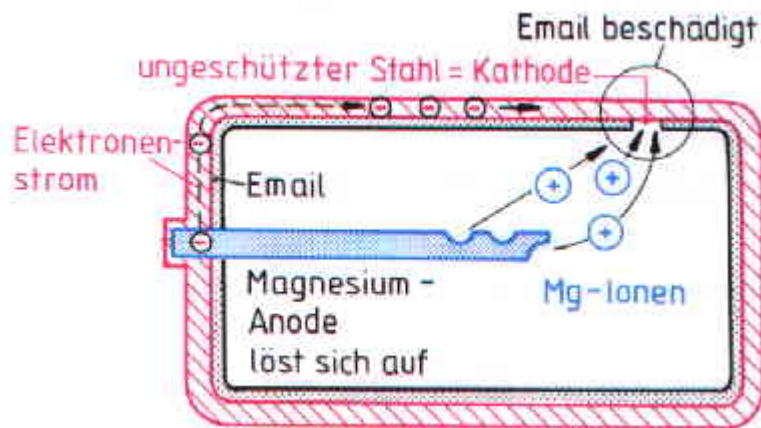 Email beschädigt
ungeschützter Stahl = Kathode
Elektronen-
strom
Email
Magnesium -
Anode
löst sich auf
Mg-Ionen